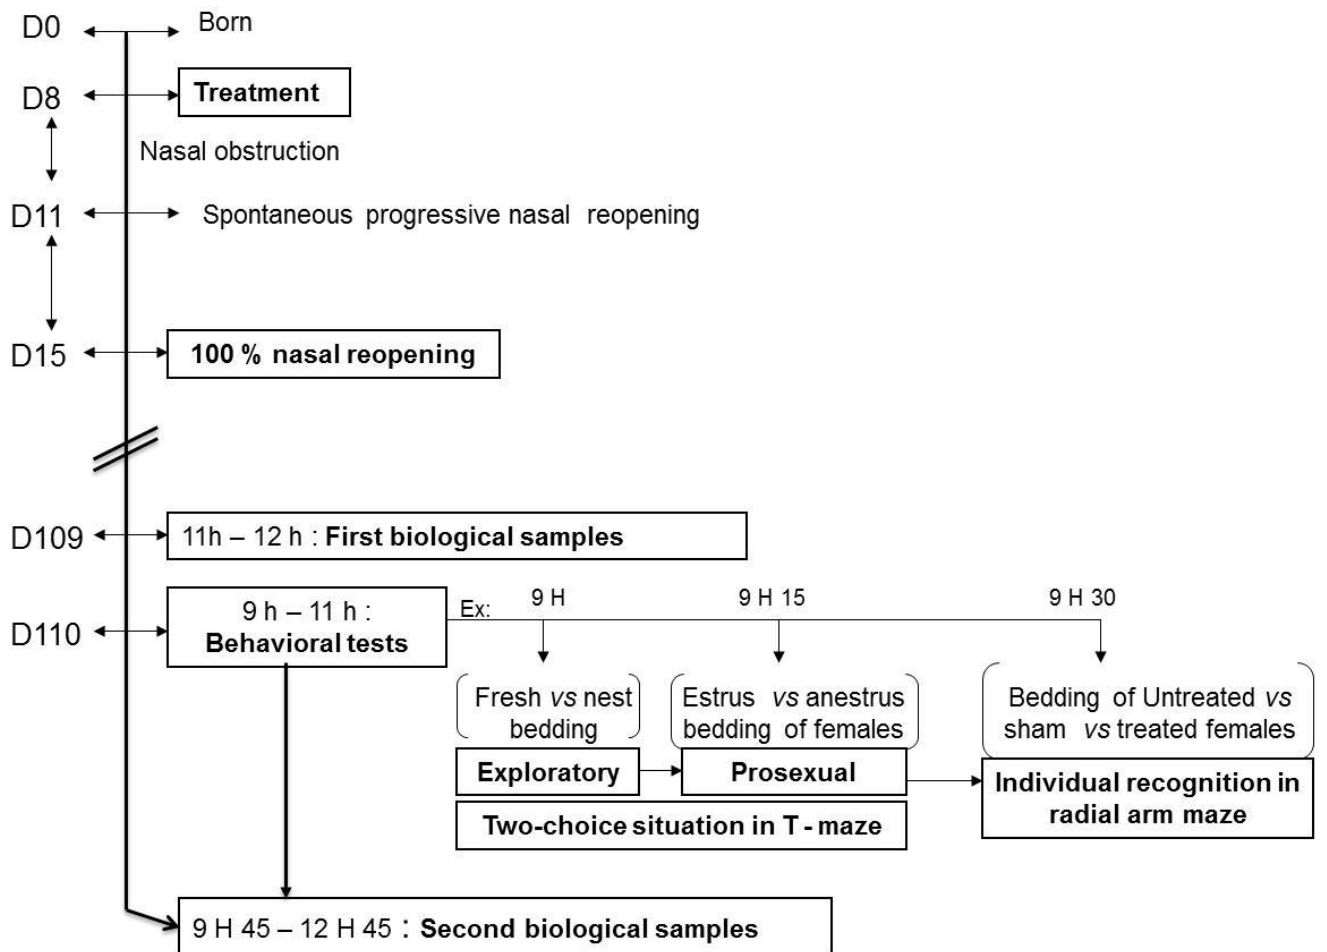 D0
Born
D8
Treatment
Nasal obstruction
D11
Spontaneous progressive nasal reopening
D15
100 % nasal reopening
D109
11h – 12 h : First biological samples
D110
9 h – 11 h :
Behavioral tests
Ex:
9 H
9 H 15
9 H 30
Fresh vs nest
bedding
Estrus vs anestrus
bedding of females
Bedding of Untreated vs
sham vs treated females
Exploratory
Prosexual
Individual recognition in
radial arm maze
Two-choice situation in T - maze
9 H 45 – 12 H 45 : Second biological samples